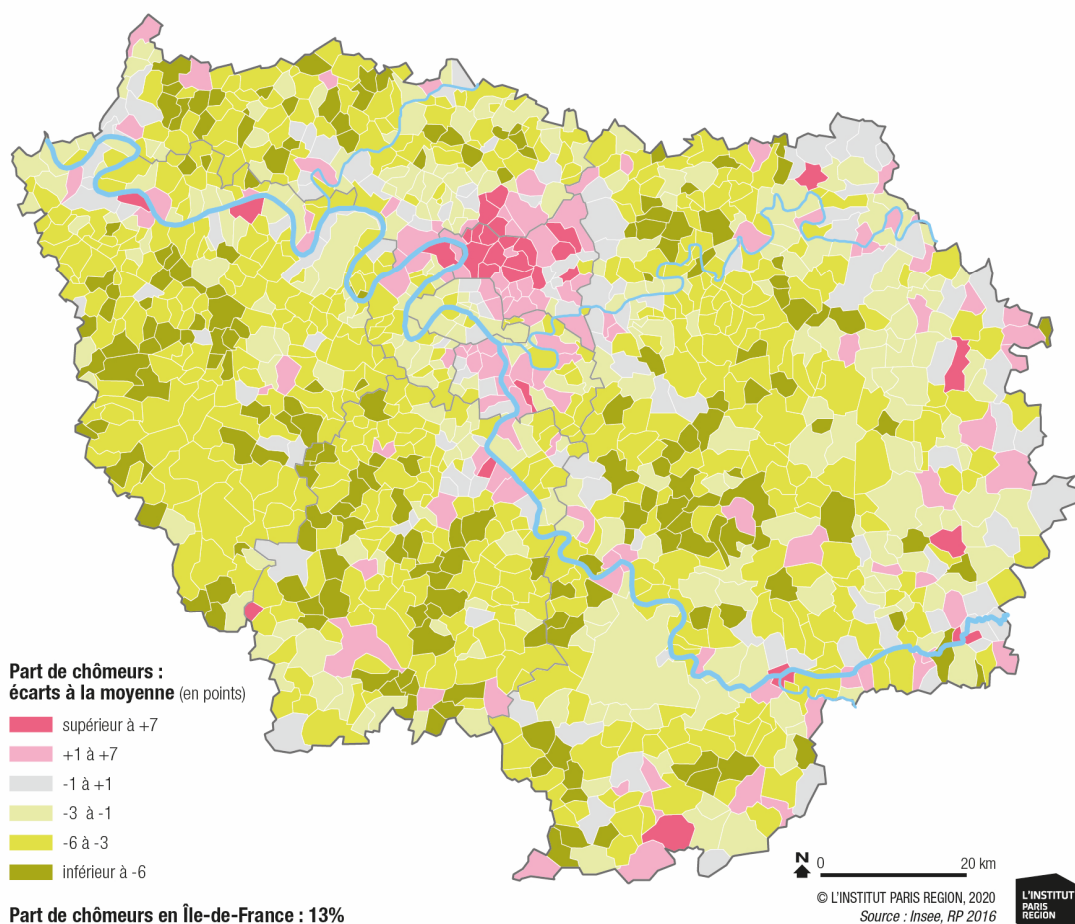 Part de chômeurs :
écarts à la moyenne (en points)
supérieur à +7
+1 à +7
-1 à +1
-3 à -1
-6 à -3
inférieur à -6
Part de chômeurs en Île-de-France : 13%
N
0 20 km
© L'INSTITUT PARIS REGION, 2020
Source : Insee, RP 2016
L'INSTITUT
PARIS
REGION